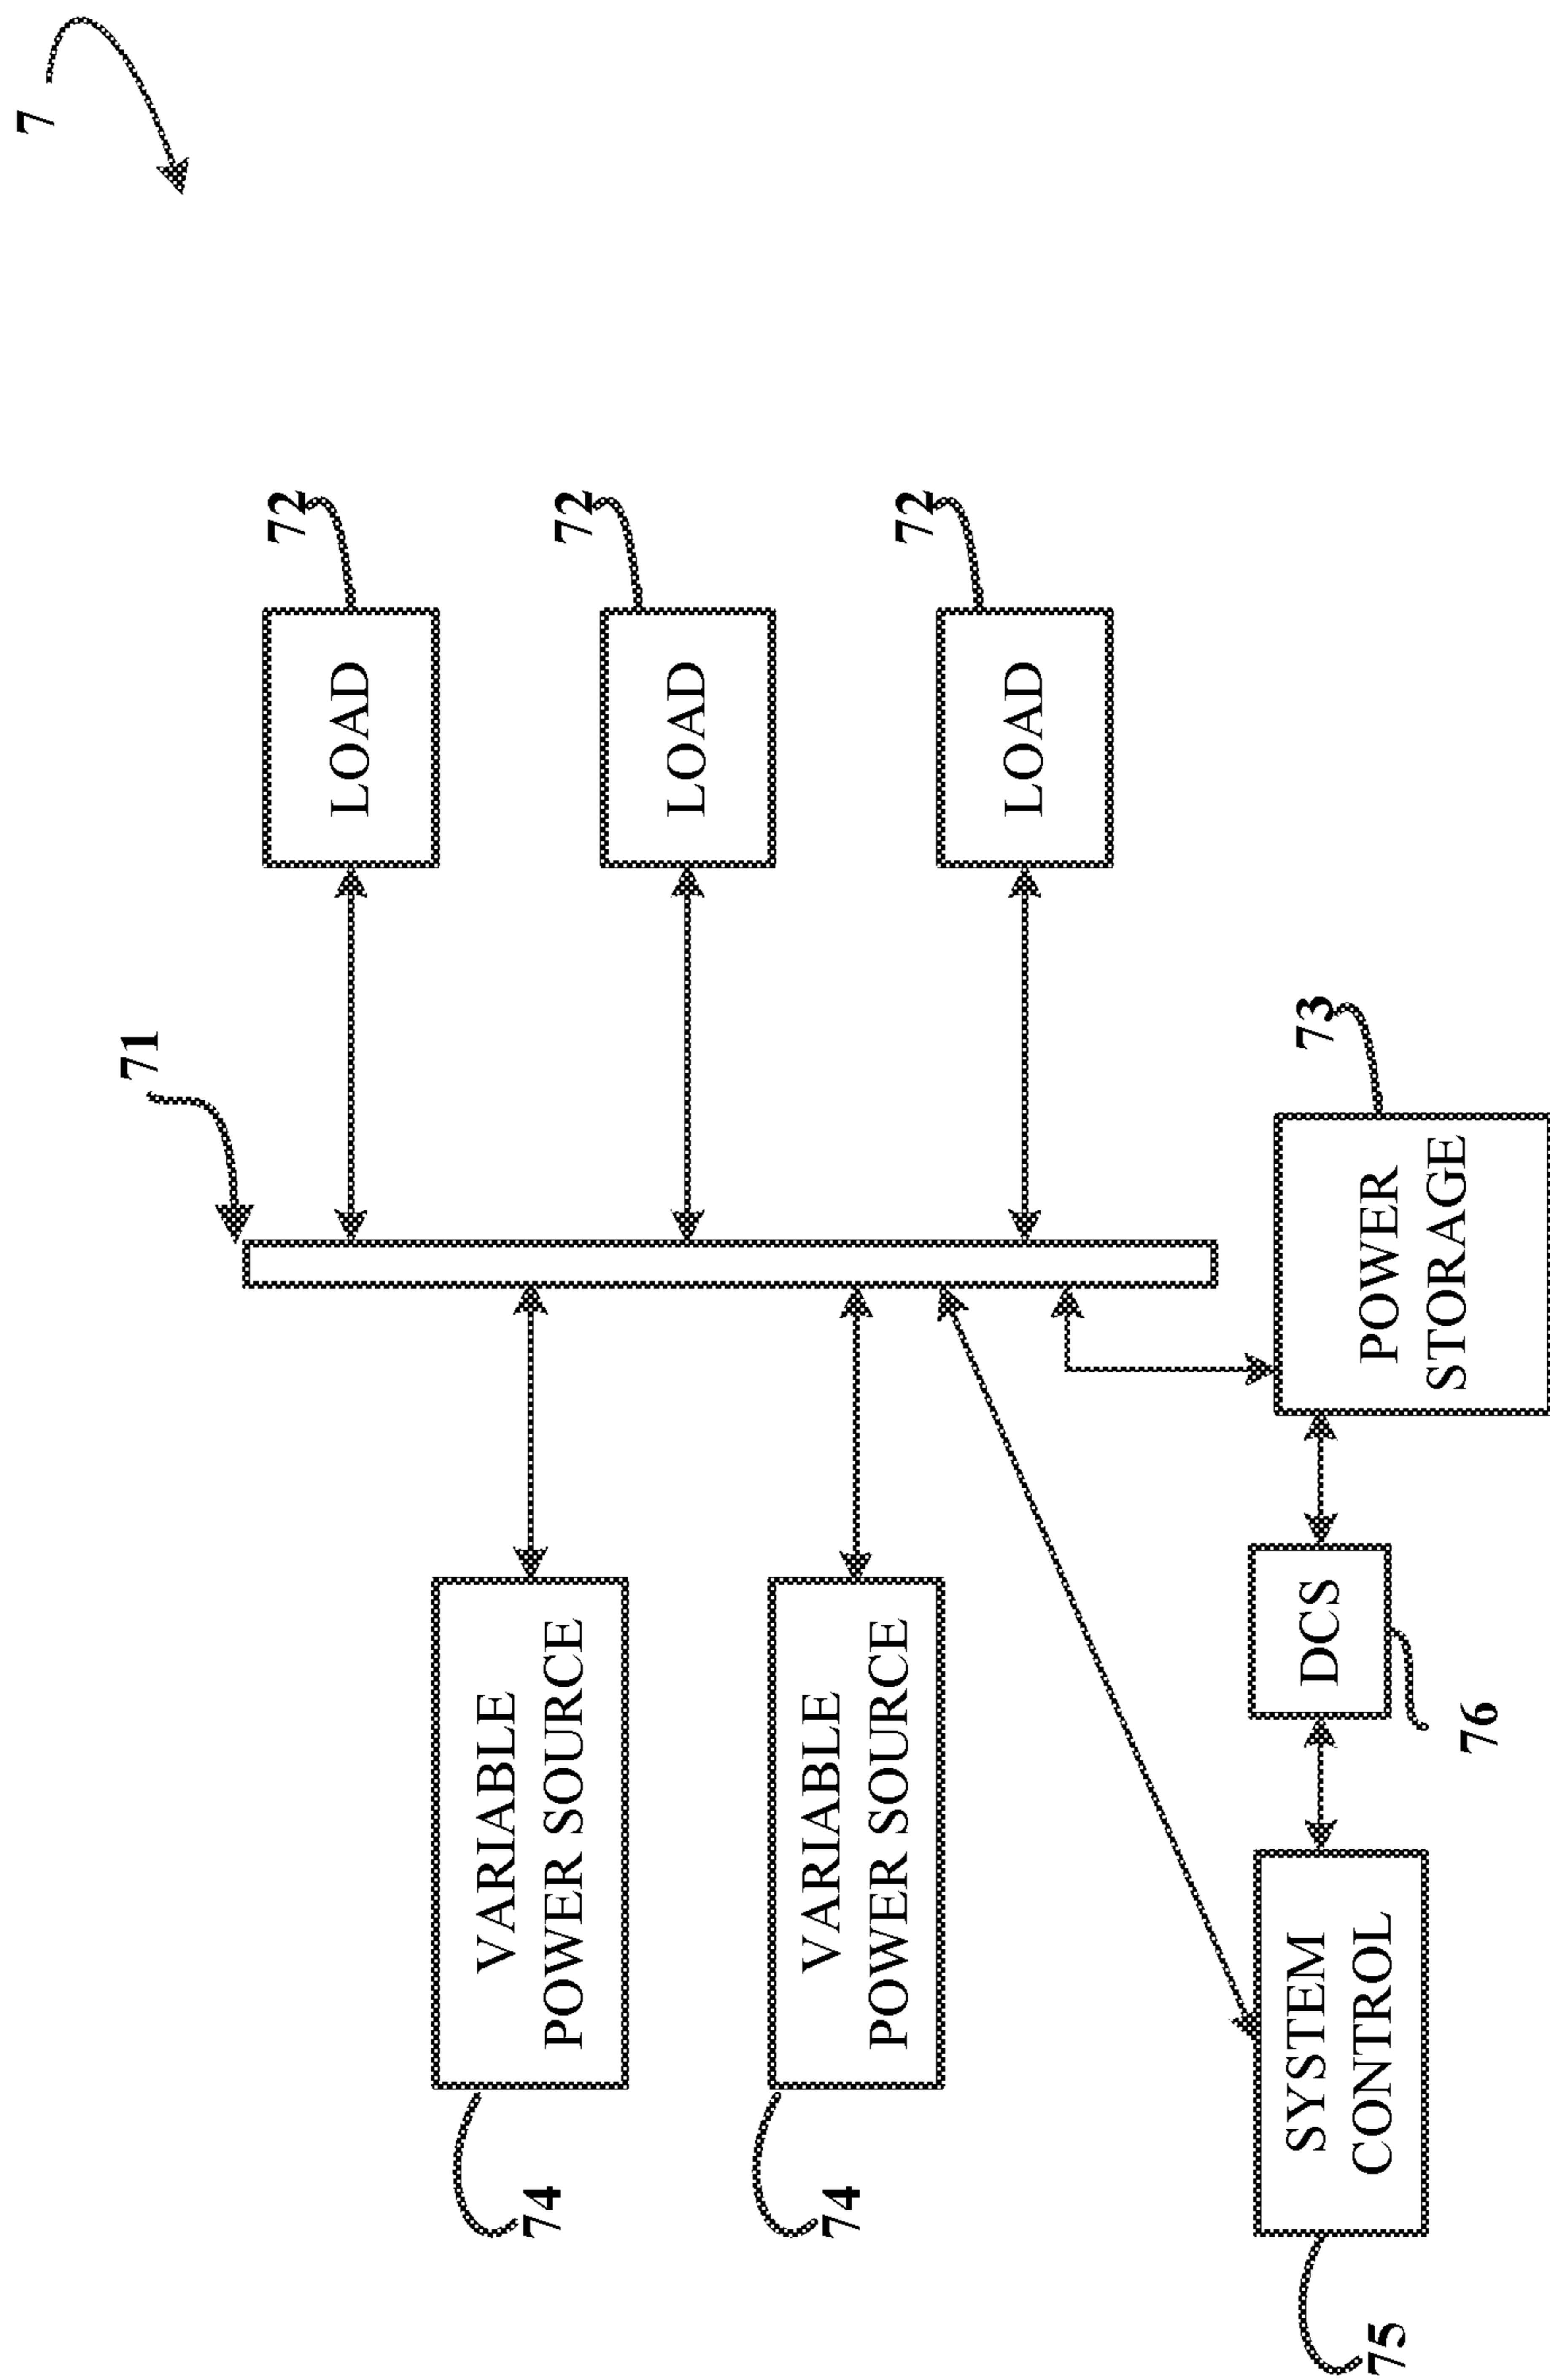 7
71
72
LOAD
VARIABLE
POWER SOURCE
74
72
LOAD
VARIABLE
POWER SOURCE
74
72
LOAD
73
SYSTEM
CONTROL
DCS
POWER
STORAGE
75
76